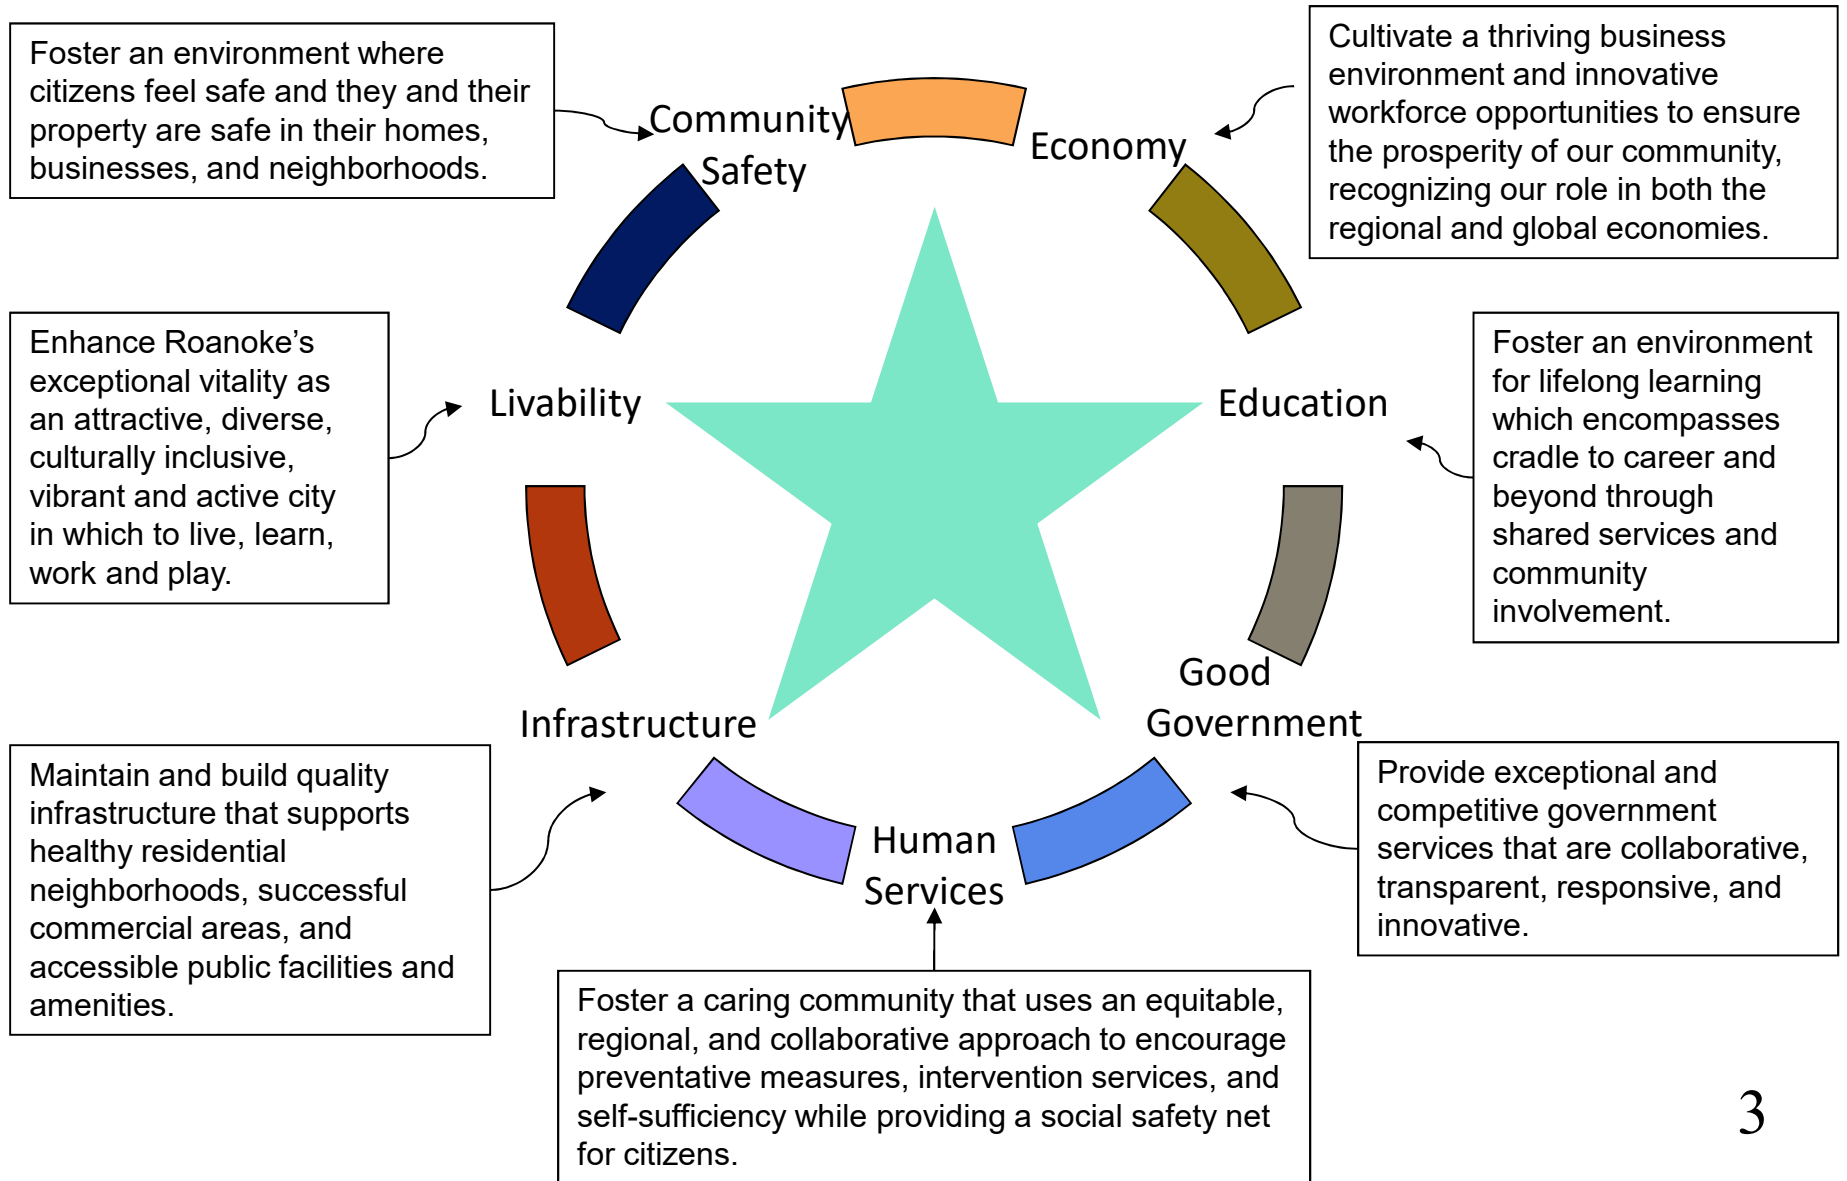 Foster an environment where
citizens feel safe and they and their
property are safe in their homes,
businesses, and neighborhoods.
Community
Safety
Economy
Cultivate a thriving business
environment and innovative
workforce opportunities to ensure
the prosperity of our community,
recognizing our role in both the
regional and global economies.
Enhance Roanoke’s
exceptional vitality as
an attractive, diverse,
culturally inclusive,
vibrant and active city
in which to live, learn,
work and play.
Livability
Education
Foster an environment
for lifelong learning
which encompasses
cradle to career and
beyond through
shared services and
community
involvement.
Infrastructure
Good
Government
Maintain and build quality
infrastructure that supports
healthy residential
neighborhoods, successful
commercial areas, and
accessible public facilities and
amenities.
Human
Services
Provide exceptional and
competitive government
services that are collaborative,
transparent, responsive, and
innovative.
Foster a caring community that uses an equitable,
regional, and collaborative approach to encourage
preventative measures, intervention services, and
self-sufficiency while providing a social safety net
for citizens.
3